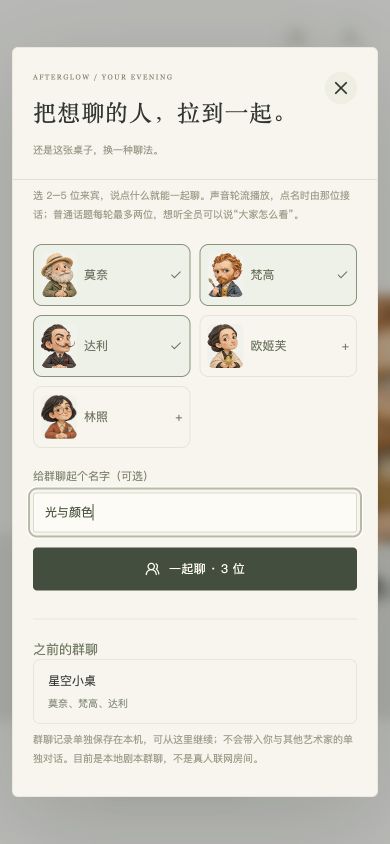 AFTERGLOW / YOUR EVENING
把想聊的人，拉到一起。
还是这张桌子，换一种聊法。
选 2—5 位来宾，说点什么就能一起聊。声音轮流播放，点名时由那位接
话；普通话题每轮最多两位，想听全员可以说“大家怎么看”。
莫奈
梵高
达利
欧姬芙
林照
给群聊起个名字（可选）
光与颜色
一起聊 · 3 位
之前的群聊
星空小桌
莫奈、梵高、达利
群聊记录单独保存在本机，可从这里继续；不会带入你与其他艺术家的单
独对话。目前是本地剧本群聊，不是真人联网房间。